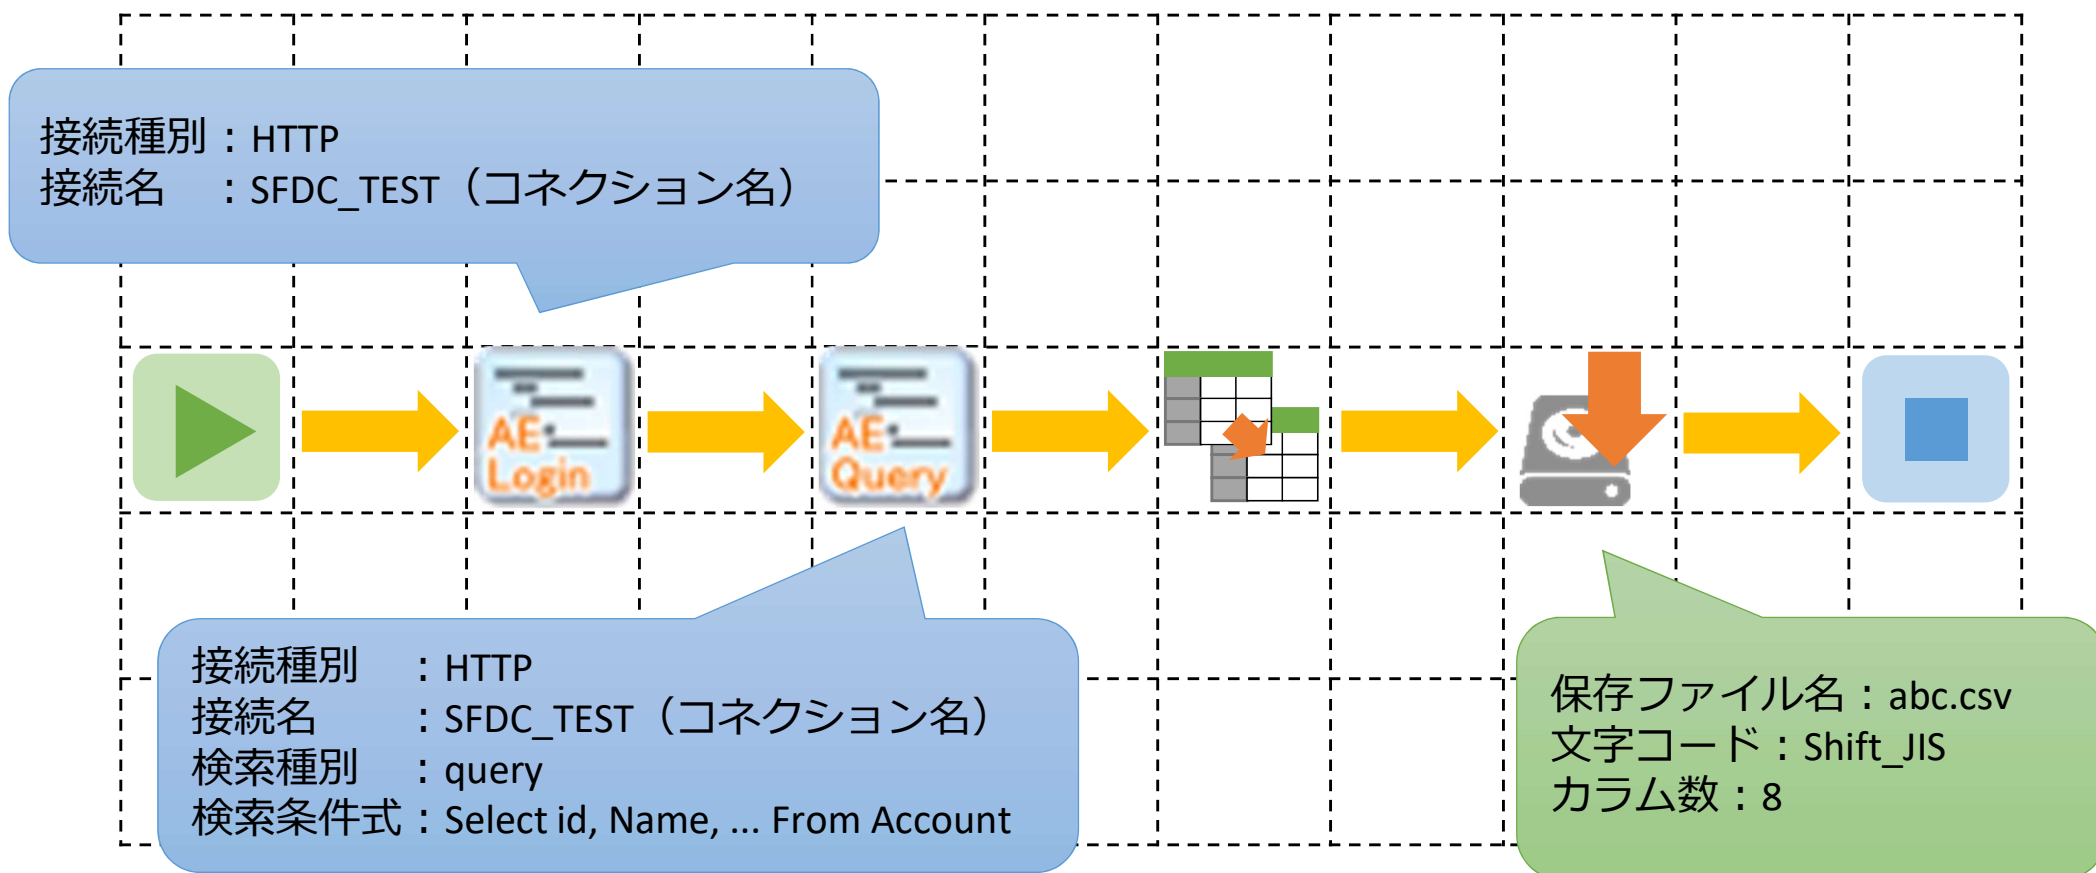 接続種別：HTTP
接続名　：SFDC_TEST（コネクション名）
AE
Login
AE
Query
接続種別　：HTTP
接続名　　：SFDC_TEST（コネクション名）
検索種別　：query
検索条件式：Select id, Name, ... From Account
保存ファイル名：abc.csv
文字コード：Shift_JIS
カラム数：8